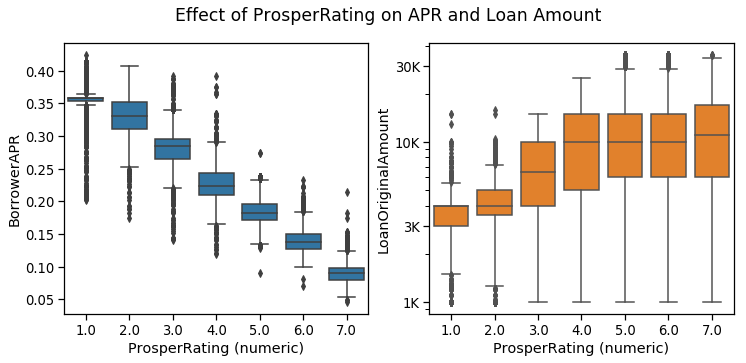 Effect of ProsperRating on APR and Loan Amount
BorrowerAPR
0.40
0.35
0.30
0.25
0.20
0.15
0.10
0.05
1.0 2.0 3.0 4.0 5.0 6.0 7.0
ProsperRating (numeric)
LoanOriginalAmount
30K
10K
3K
1K
1.0 2.0 3.0 4.0 5.0 6.0 7.0
ProsperRating (numeric)